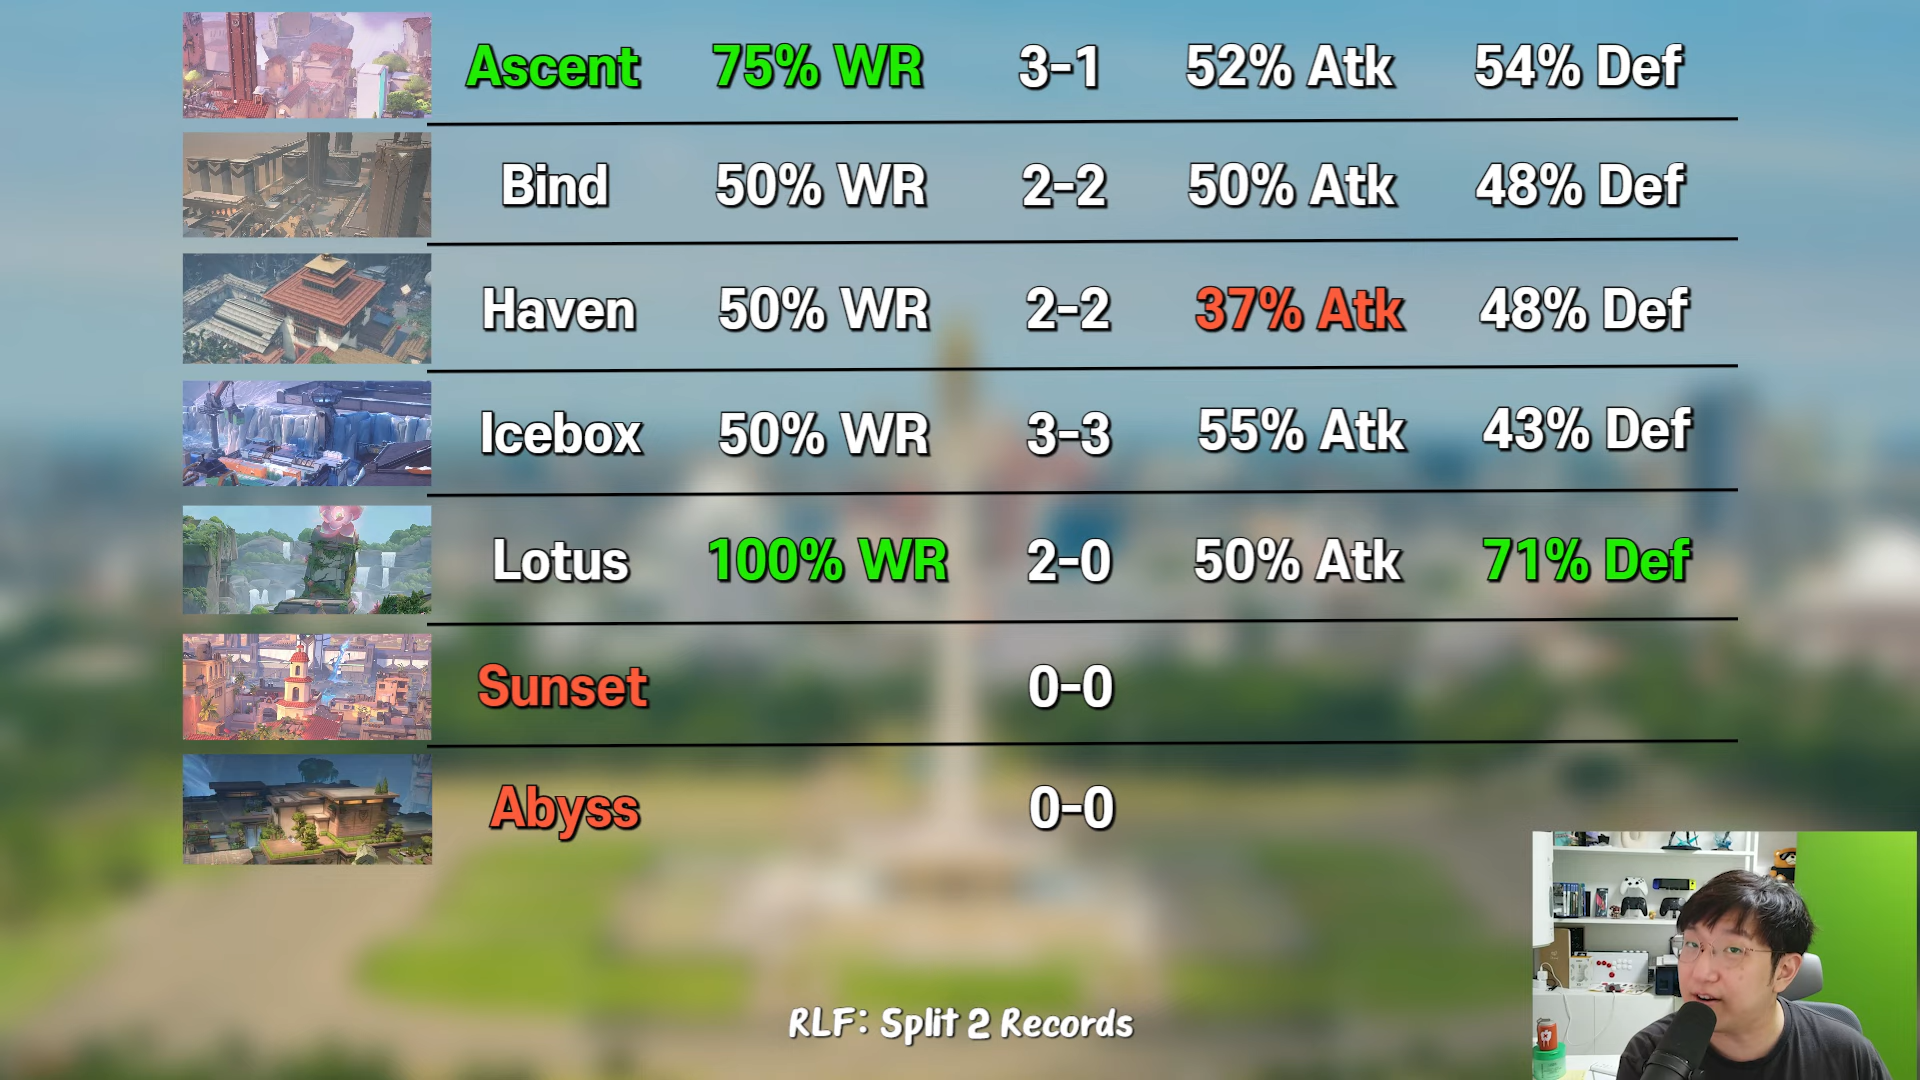 Ascent 75% WR 3-1 52% Atk 54% Def
Bind 50% WR 2-2 50% Atk 48% Def
Haven 50% WR 2-2 37% Atk 48% Def
Icebox 50% WR 3-3 55% Atk 43% Def
Lotus 100% WR 2-0 50% Atk 71% Def
Sunset 0-0
Abyss 0-0
RLF: Split 2 Records